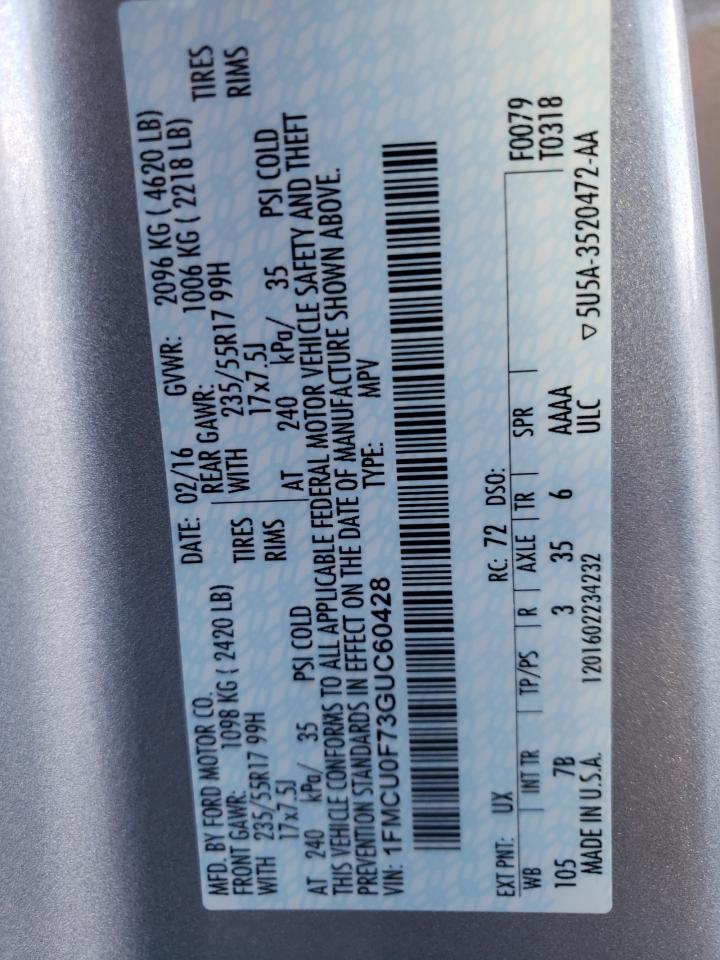 MFD. BY FORD MOTOR CO.
DATE: 02/16 GVWR: 2096 KG ( 4620 LB)
FRONT GAWR: 1098 KG ( 2420 LB)
REAR GAWR: 1006 KG ( 2218 LB)
WITH 235/55R17 99H TIRES
WITH 235/55R17 99H TIRES
17x7.5J RIMS
17x7.5J RIMS
AT 240 kPa/ 35 PSI COLD
AT 240 kPa/ 35 PSI COLD
THIS VEHICLE CONFORMS TO ALL APPLICABLE FEDERAL MOTOR VEHICLE SAFETY AND THEFT
PREVENTION STANDARDS IN EFFECT ON THE DATE OF MANUFACTURE SHOWN ABOVE.
VIN: 1FMCU0F73GUC60428
TYPE: MPV
EXT PNT: UX RC: 72 DSO: F0079
WB INT TR TP/PS R AXLE TR SPR T0318
105 7B 3 35 6 AAAA
ULC ▽ 5U5A-3520472-AA
MADE IN U.S.A. 1201602234232